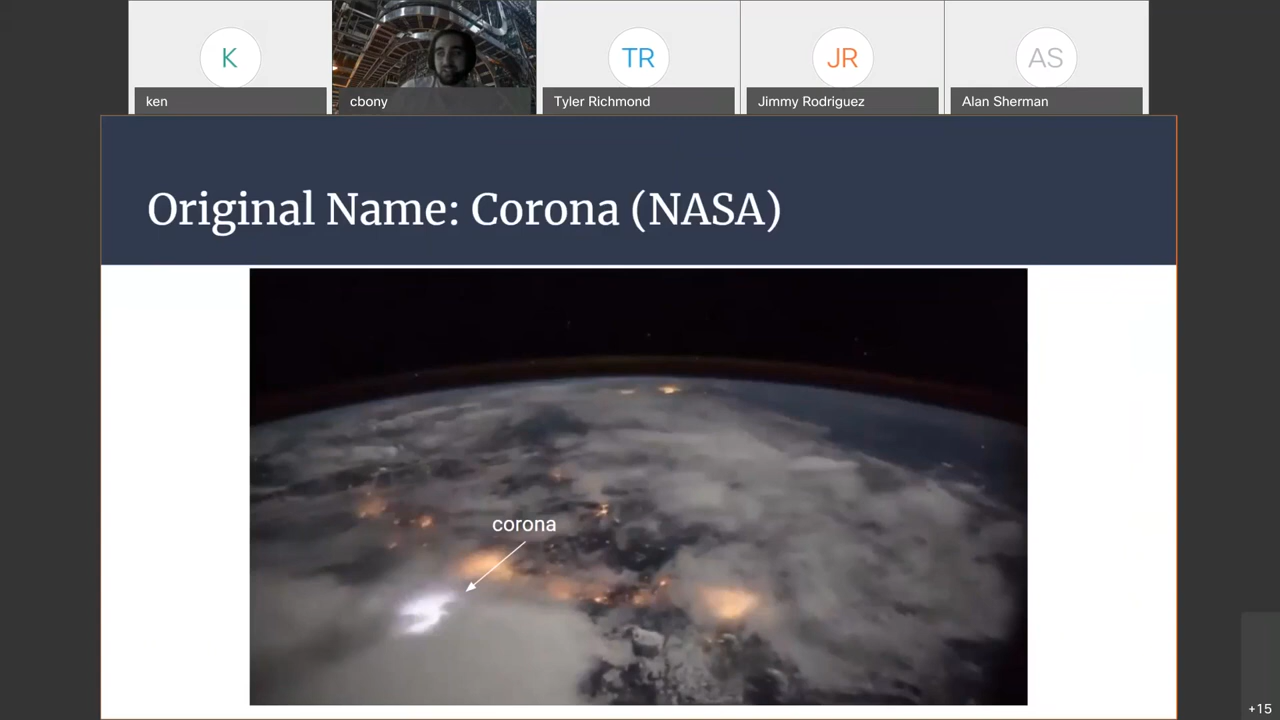 K
TR
JR
AS
ken
cbony
Tyler Richmond
Jimmy Rodriguez
Alan Sherman
Original Name: Corona (NASA)
corona
+15